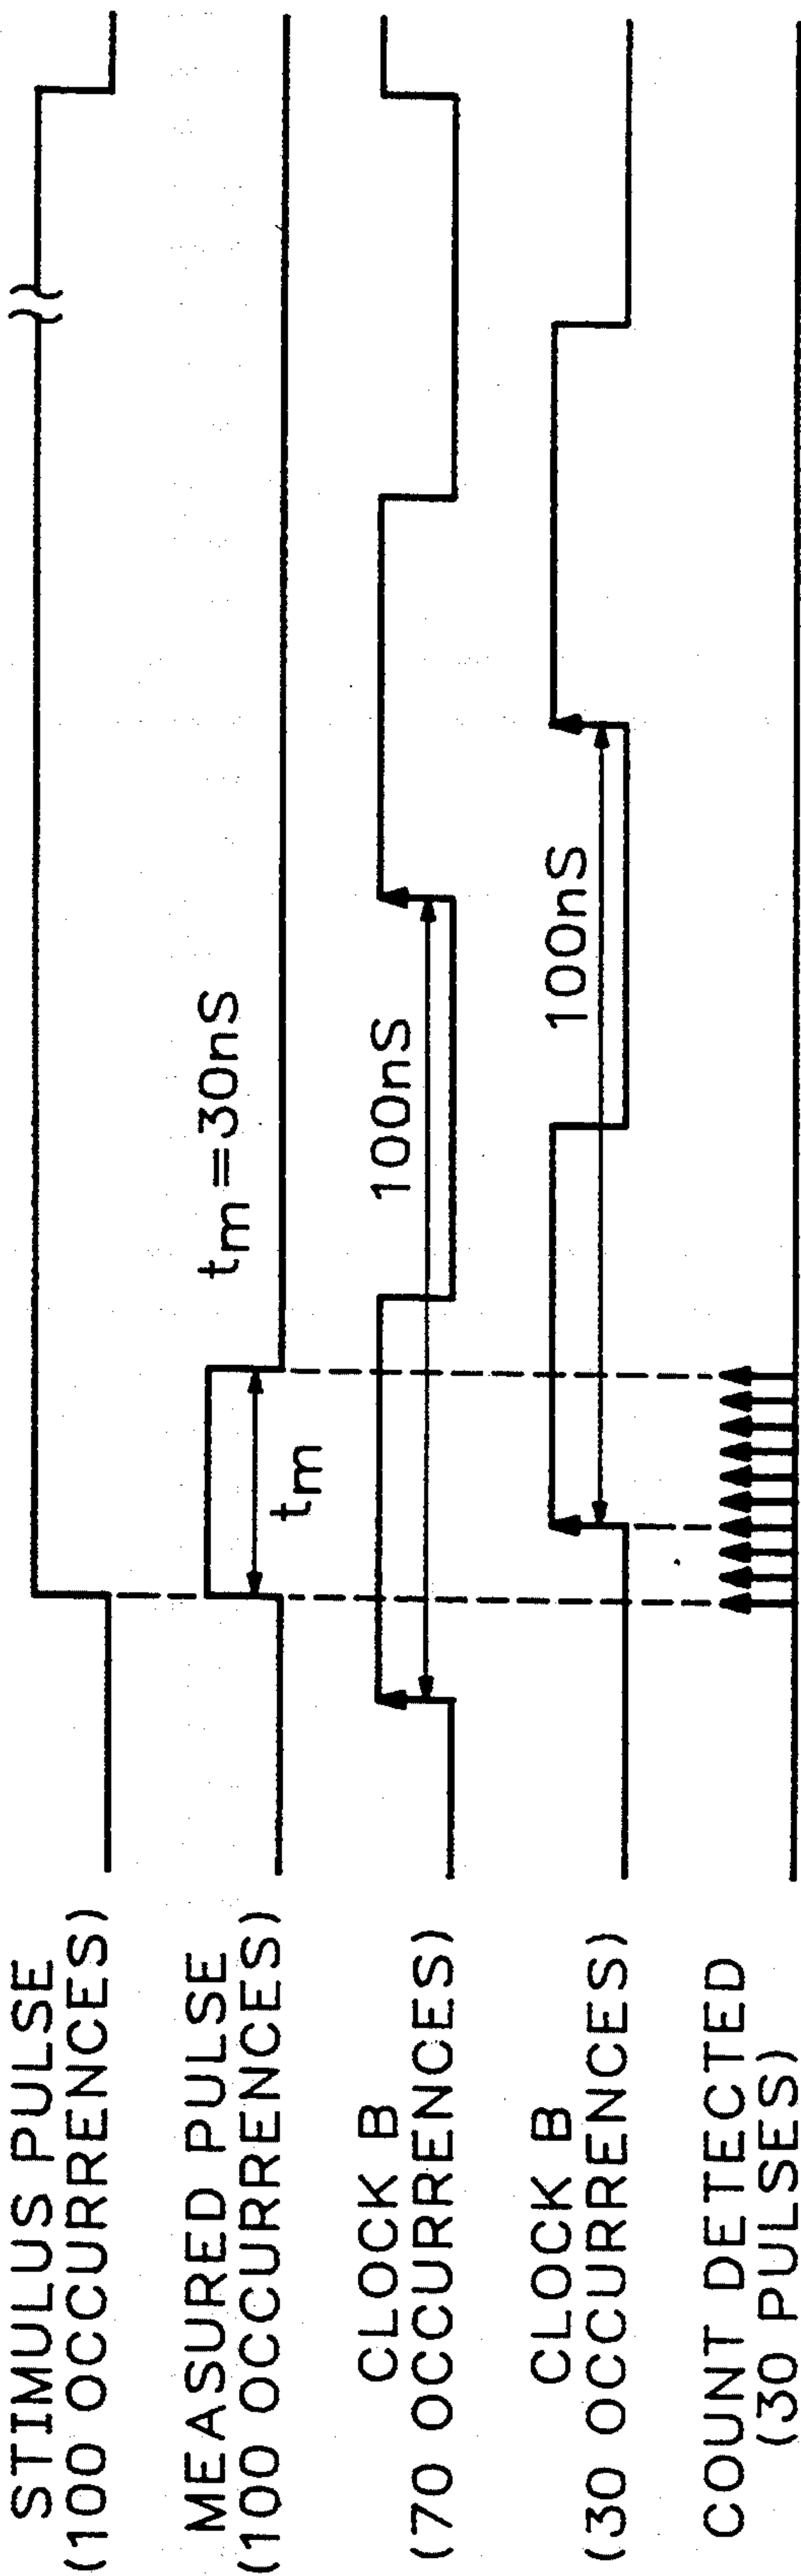 STIMULUS PULSE
(100 OCCURRENCES)
MEASURED PULSE
(100 OCCURRENCES)
tm=30nS
tm
CLOCK B
(70 OCCURRENCES)
100nS
CLOCK B
(30 OCCURRENCES)
100nS
COUNT DETECTED
(30 PULSES)